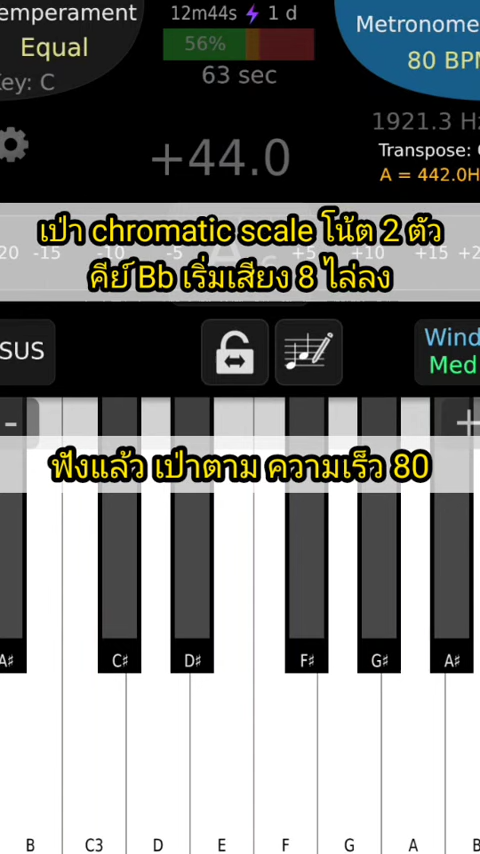 emperament
Equal
Key: C
12m44s ⚡ 1 d
56%
63 sec
Metronome
80 BPM
+44.0
1921.3 Hz
Transpose:
A = 442.0H
เป่า chromatic scale โน้ต 2 ตัว
20 -15 -10 -5 +5 +10 +15 +2
คีย์ Bb เริ่มเสียง 8 ไล่ลง
SUS
Wind
Med
- +
ฟังแล้ว เป่าตาม ความเร็ว 80
A♯ C♯ D♯ F♯ G♯ A♯
B C3 D E F G A B